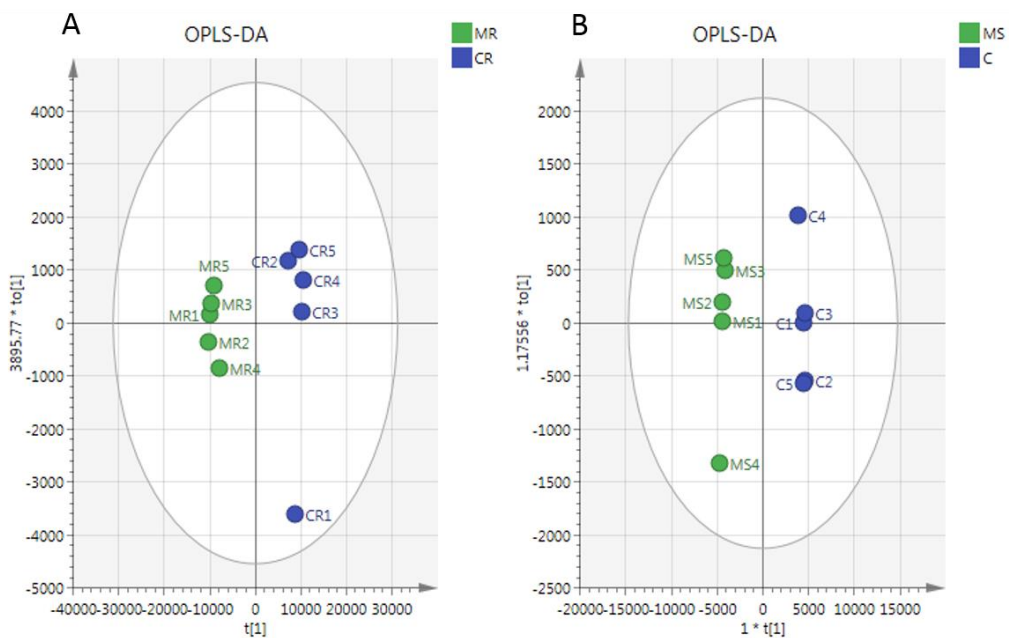 A
OPLS-DA
MR
CR
4000
3000
2000
1000
0
-1000
-2000
-3000
-4000
-5000
3895.77 * to[1]
CR5
CR2
CR4
CR3
MR5
MR3
MR1
MR2
MR4
CR1
-40000 -30000 -20000 -10000 0 10000 20000 30000
t[1]
B
OPLS-DA
MS
C
2000
1500
1000
500
0
-500
-1000
-1500
-2000
-2500
1.17556 * to[1]
C4
MS5
MS3
MS2
C3
MS1
C1
C2
C5
MS4
-20000 -15000 -10000 -5000 0 5000 10000 15000
1 * t[1]